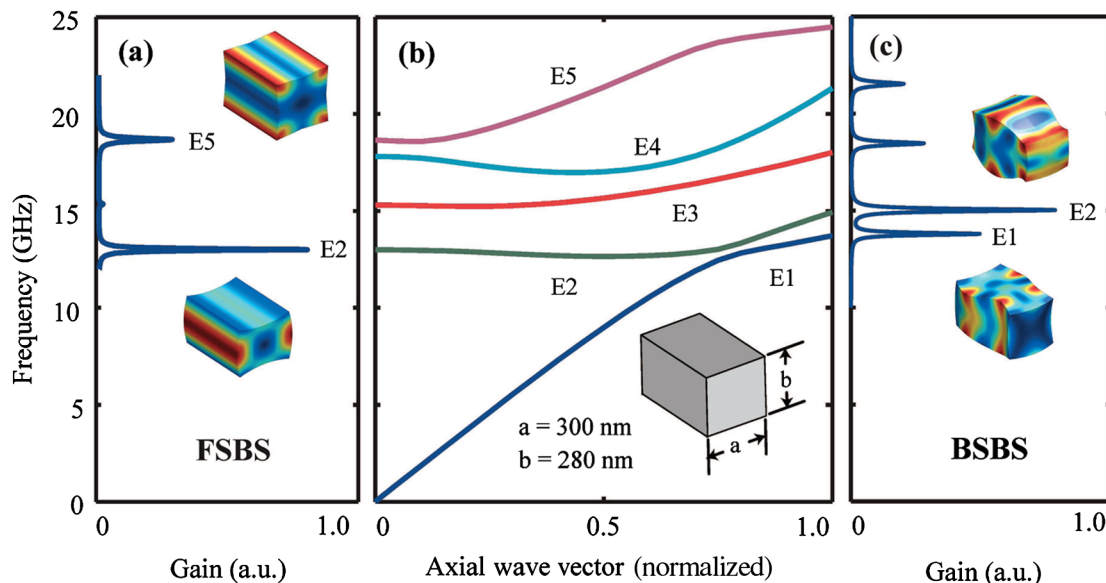 25
20
15
10
5
0
Frequency (GHz)
(a)
E5
E2
FSBS
0
1.0
Gain (a.u.)
(b)
E5
E4
E3
E2
E1
a = 300 nm
b = 280 nm
b
a
0
0.5
1.0
Axial wave vector (normalized)
(c)
E2
E1
BSBS
0
1.0
Gain (a.u.)